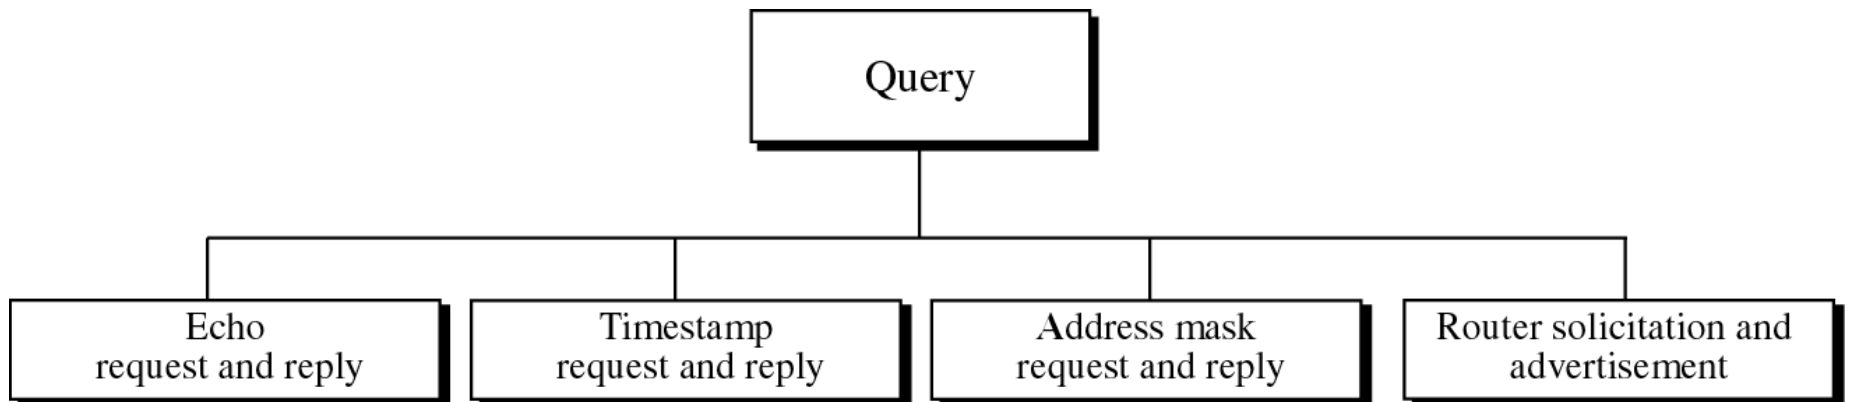 Query
Echo
request and reply
Timestamp
request and reply
Address mask
request and reply
Router solicitation and
advertisement